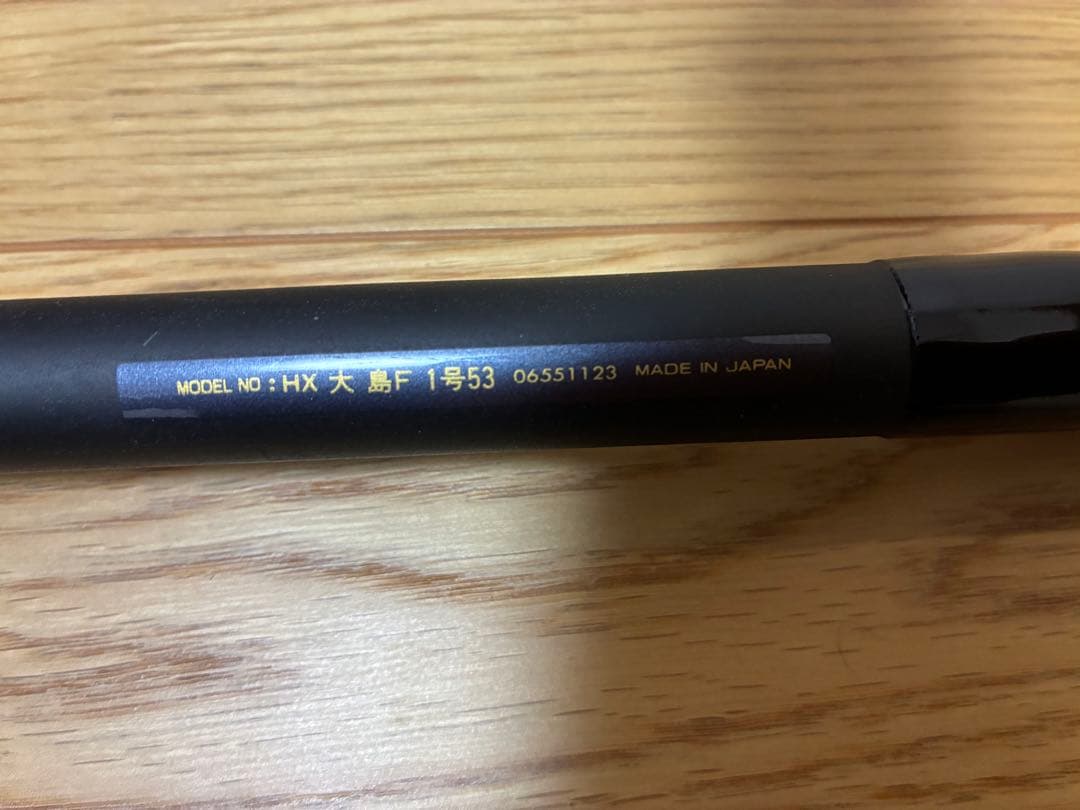 MODEL NO : HX 大島F 1号53 06551123 MADE IN JAPAN